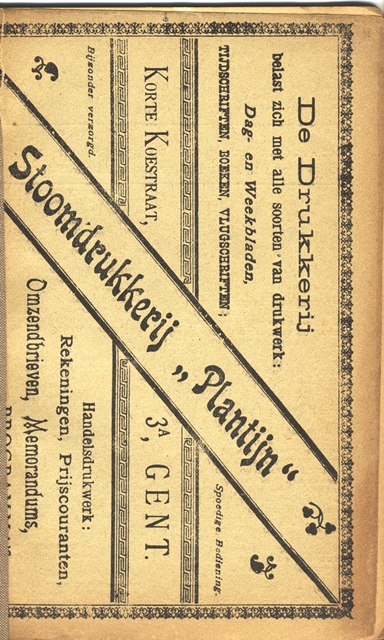 De Drukkerij
belast zich met alle soorten van drukwerk:
Dag- en Weekbladen,
TIJDSCHRIFTEN, BOEKEN, VLUGSCHRIFTEN;
KORTE KOESTRAAT,
Bijzonder verzorgd.
Stoomdrukkerij „Plantijn“
Spoedige Bediening.
3A, GENT.
Handelsdrukwerk:
Rekeningen, Prijscouranten,
Omzendbrieven, Memorandums,